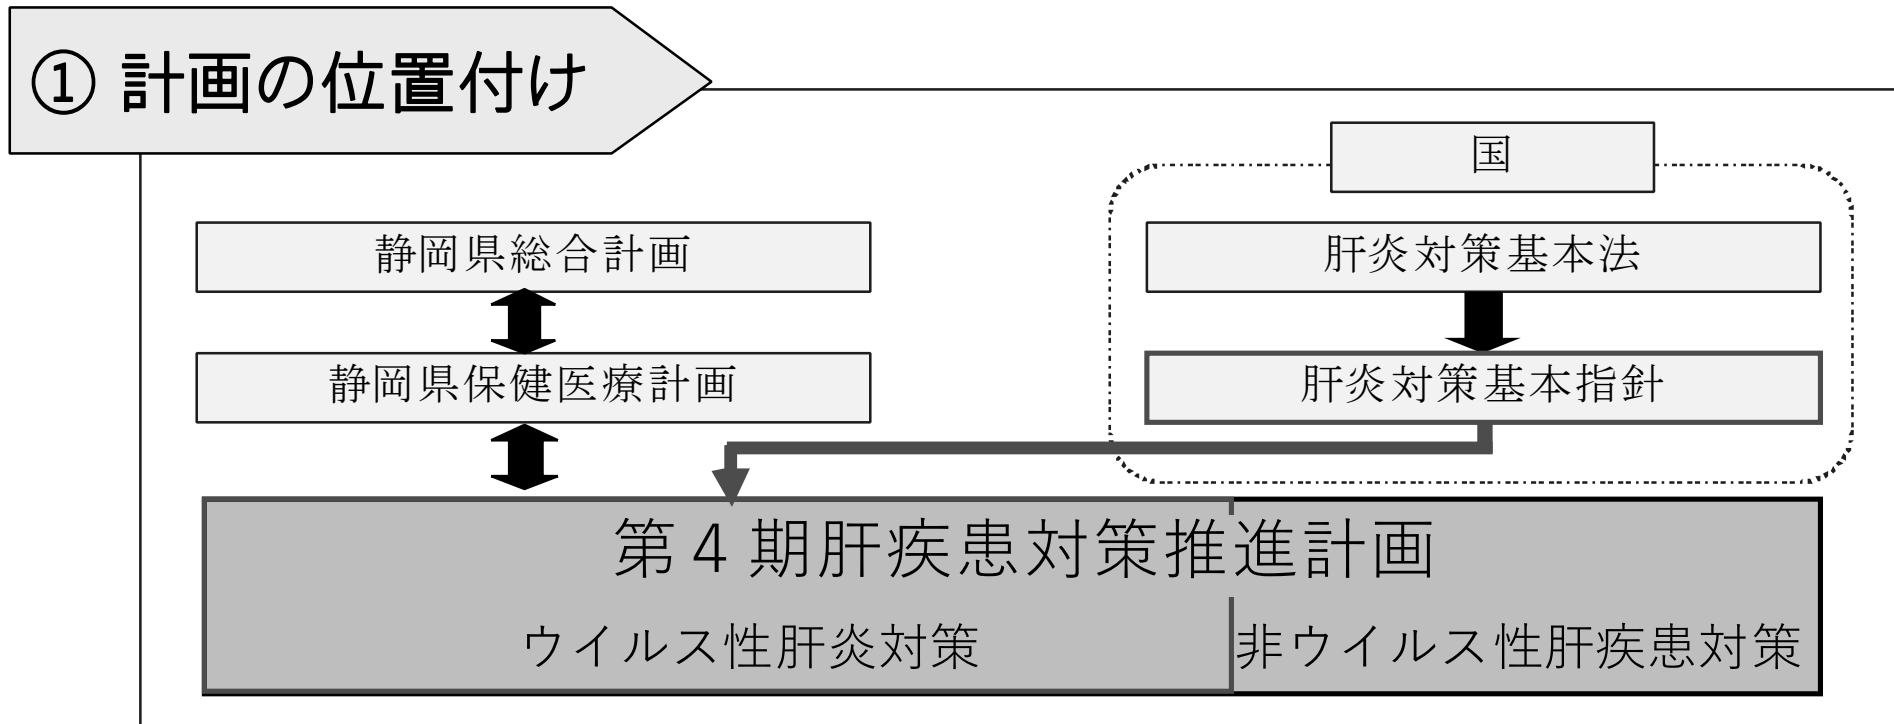 ① 計画の位置付け
国
静岡県総合計画
肝炎対策基本法
静岡県保健医療計画
肝炎対策基本指針
第4期肝疾患対策推進計画
ウイルス性肝炎対策
非ウイルス性肝疾患対策